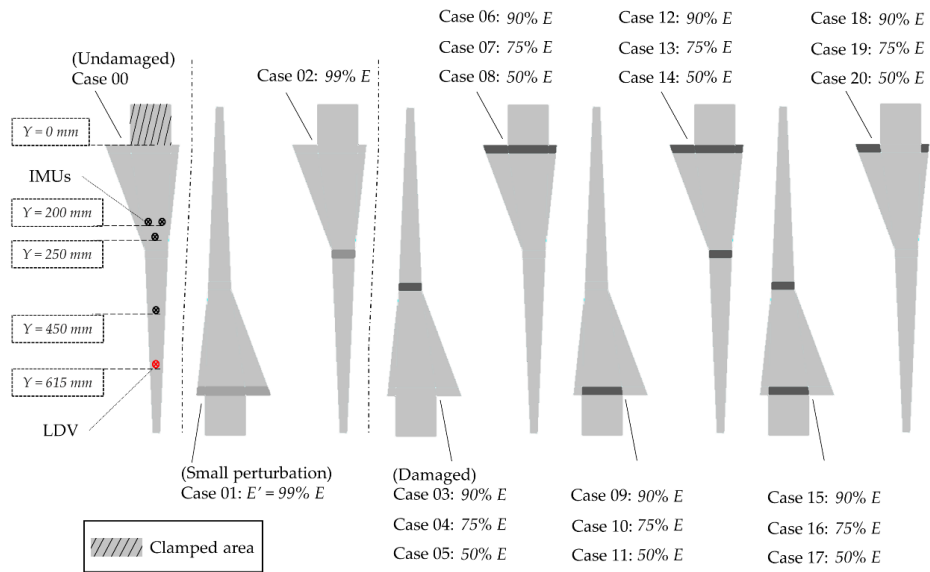 Case 06: 90% E
Case 07: 75% E
Case 08: 50% E
Case 12: 90% E
Case 13: 75% E
Case 14: 50% E
Case 18: 90% E
Case 19: 75% E
Case 20: 50% E
(Undamaged)
Case 00
Case 02: 99% E
Y = 0 mm
IMUs
Y = 200 mm
Y = 250 mm
Y = 450 mm
Y = 615 mm
LDV
(Small perturbation)
Case 01: E' = 99% E
(Damaged)
Case 03: 90% E
Case 04: 75% E
Case 05: 50% E
Case 09: 90% E
Case 10: 75% E
Case 11: 50% E
Case 15: 90% E
Case 16: 75% E
Case 17: 50% E
Clamped area